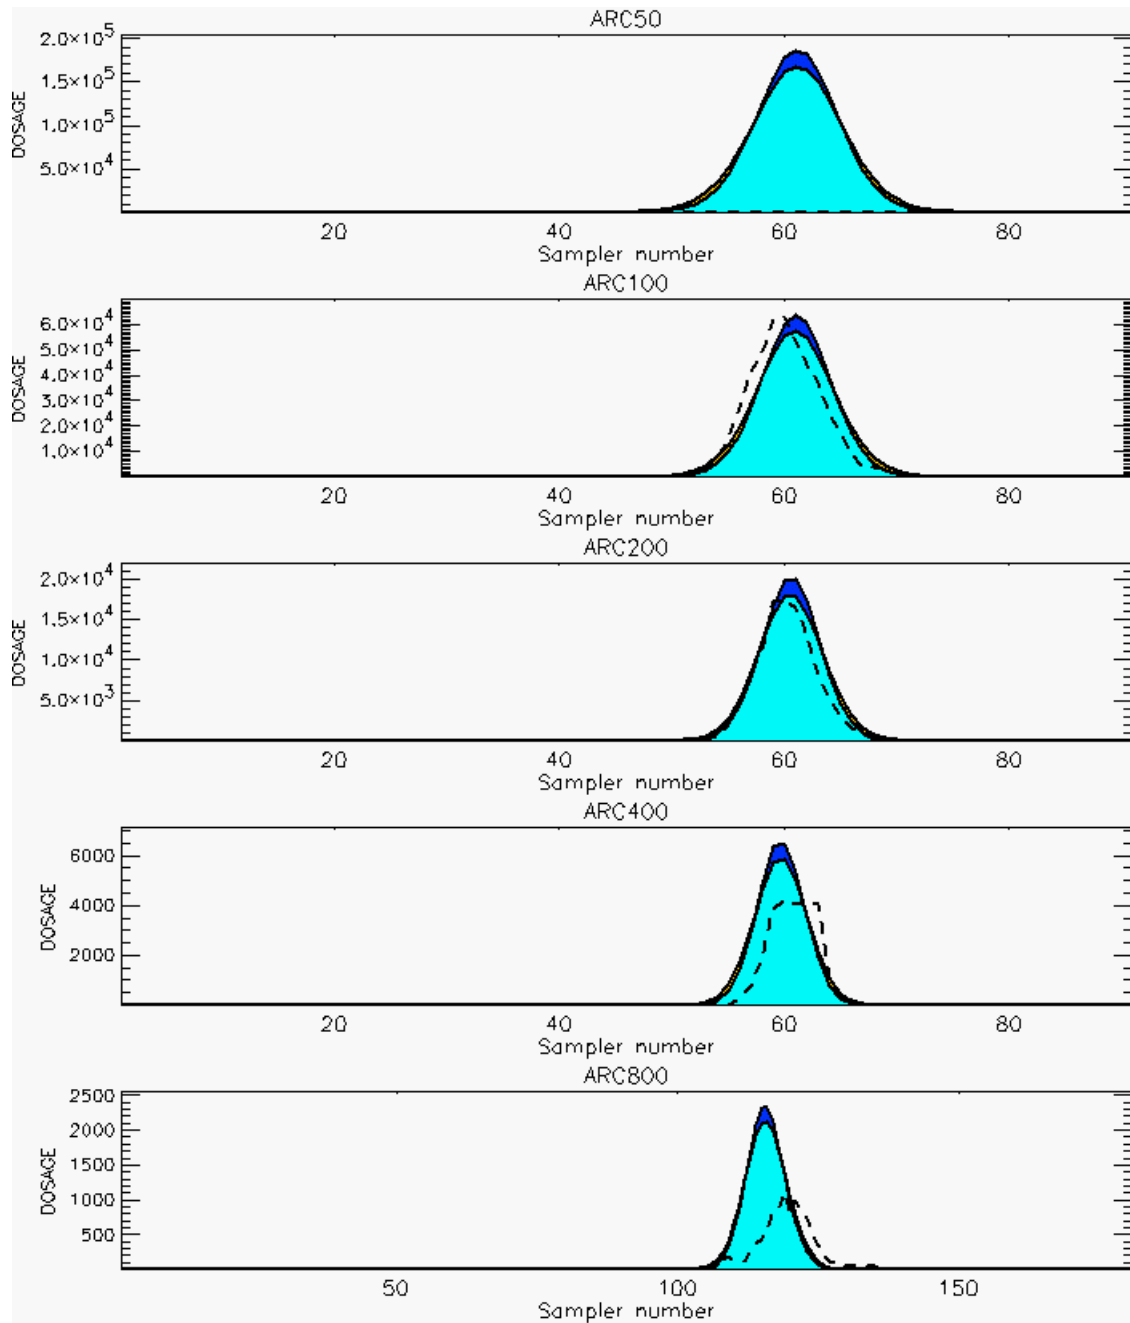 ARC50
2.0×10^5
1.5×10^5
1.0×10^5
5.0×10^4
DOSAGE
20 40 60 80
Sampler number
ARC100
6.0×10^4
5.0×10^4
4.0×10^4
3.0×10^4
2.0×10^4
1.0×10^4
DOSAGE
20 40 60 80
Sampler number
ARC200
2.0×10^4
1.5×10^4
1.0×10^4
5.0×10^3
DOSAGE
20 40 60 80
Sampler number
ARC400
6000
4000
2000
DOSAGE
20 40 60 80
Sampler number
ARC800
2500
2000
1500
1000
500
DOSAGE
50 100 150
Sampler number